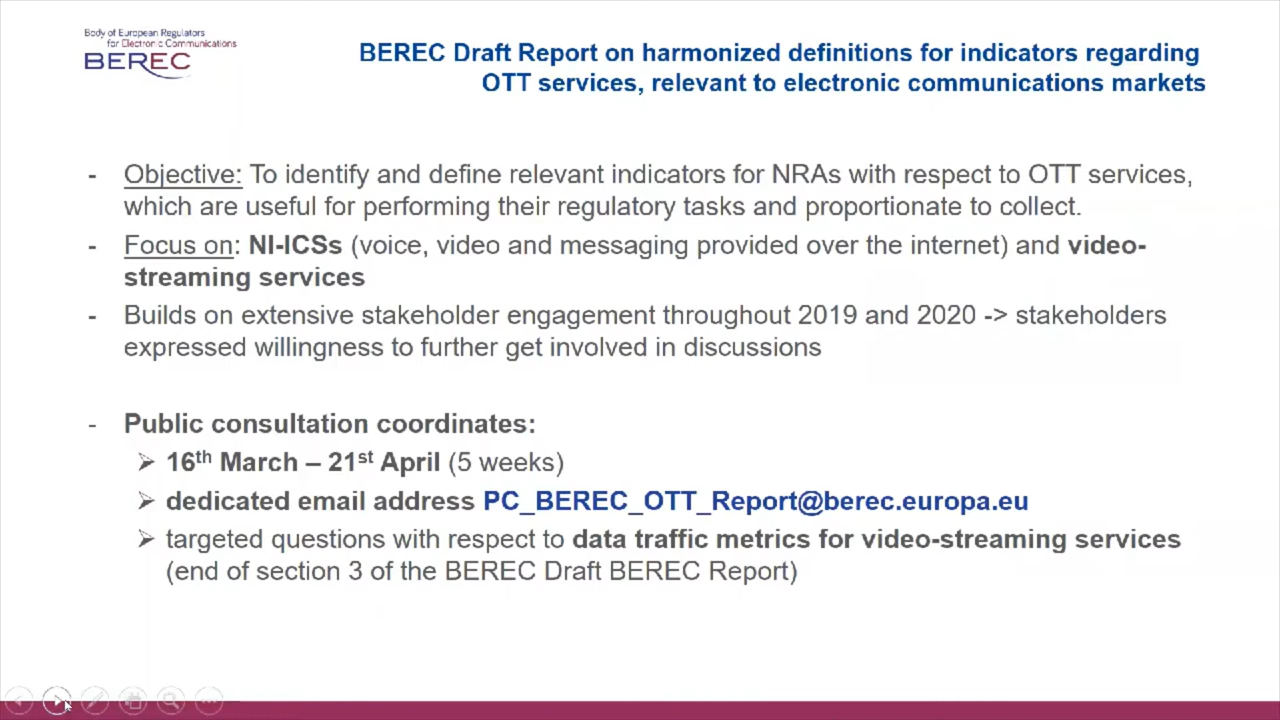 Body of European Regulators
for Electronic Communications
BEREC
BEREC Draft Report on harmonized definitions for indicators regarding
OTT services, relevant to electronic communications markets
- Objective: To identify and define relevant indicators for NRAs with respect to OTT services,
which are useful for performing their regulatory tasks and proportionate to collect.
- Focus on: NI-ICSs (voice, video and messaging provided over the internet) and video-
streaming services
- Builds on extensive stakeholder engagement throughout 2019 and 2020 -> stakeholders
expressed willingness to further get involved in discussions
- Public consultation coordinates:
➢ 16th March – 21st April (5 weeks)
➢ dedicated email address PC_BEREC_OTT_Report@berec.europa.eu
➢ targeted questions with respect to data traffic metrics for video-streaming services
(end of section 3 of the BEREC Draft BEREC Report)